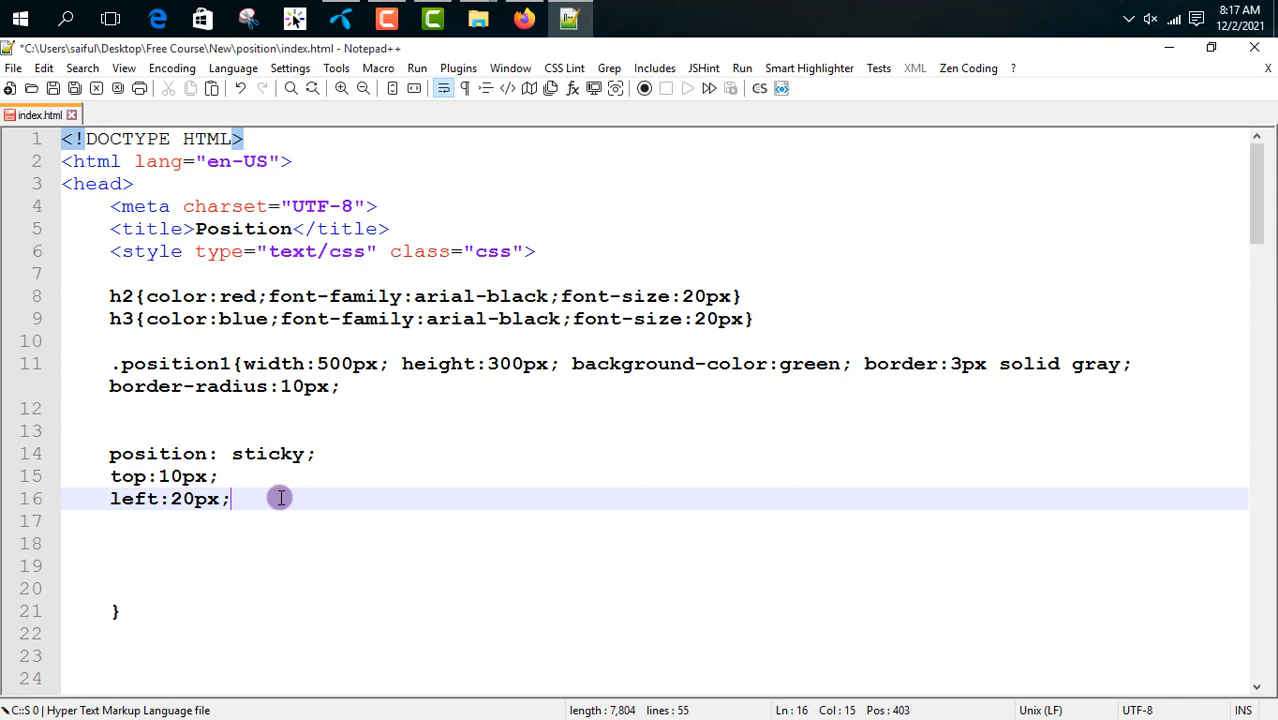 8:17 AM
12/2/2021
*C:\Users\saiful\Desktop\Free Course\New\position\index.html - Notepad++
File Edit Search View Encoding Language Settings Tools Macro Run Plugins Window CSS Lint Grep Includes JSHint Run Smart Highlighter Tests XML Zen Coding ? X
index.html
1 <!DOCTYPE HTML>
2 <html lang="en-US">
3 <head>
4 <meta charset="UTF-8">
5 <title>Position</title>
6 <style type="text/css" class="css">
7
8 h2{color:red;font-family:arial-black;font-size:20px}
9 h3{color:blue;font-family:arial-black;font-size:20px}
10
11 .position1{width:500px; height:300px; background-color:green; border:3px solid gray;
border-radius:10px;
12
13
14 position: sticky;
15 top:10px;
16 left:20px;
17
18
19
20
21 }
22
23
24
C::S 0 | Hyper Text Markup Language file length : 7,804 lines : 55 Ln : 16 Col : 15 Pos : 403 Unix (LF) UTF-8 INS